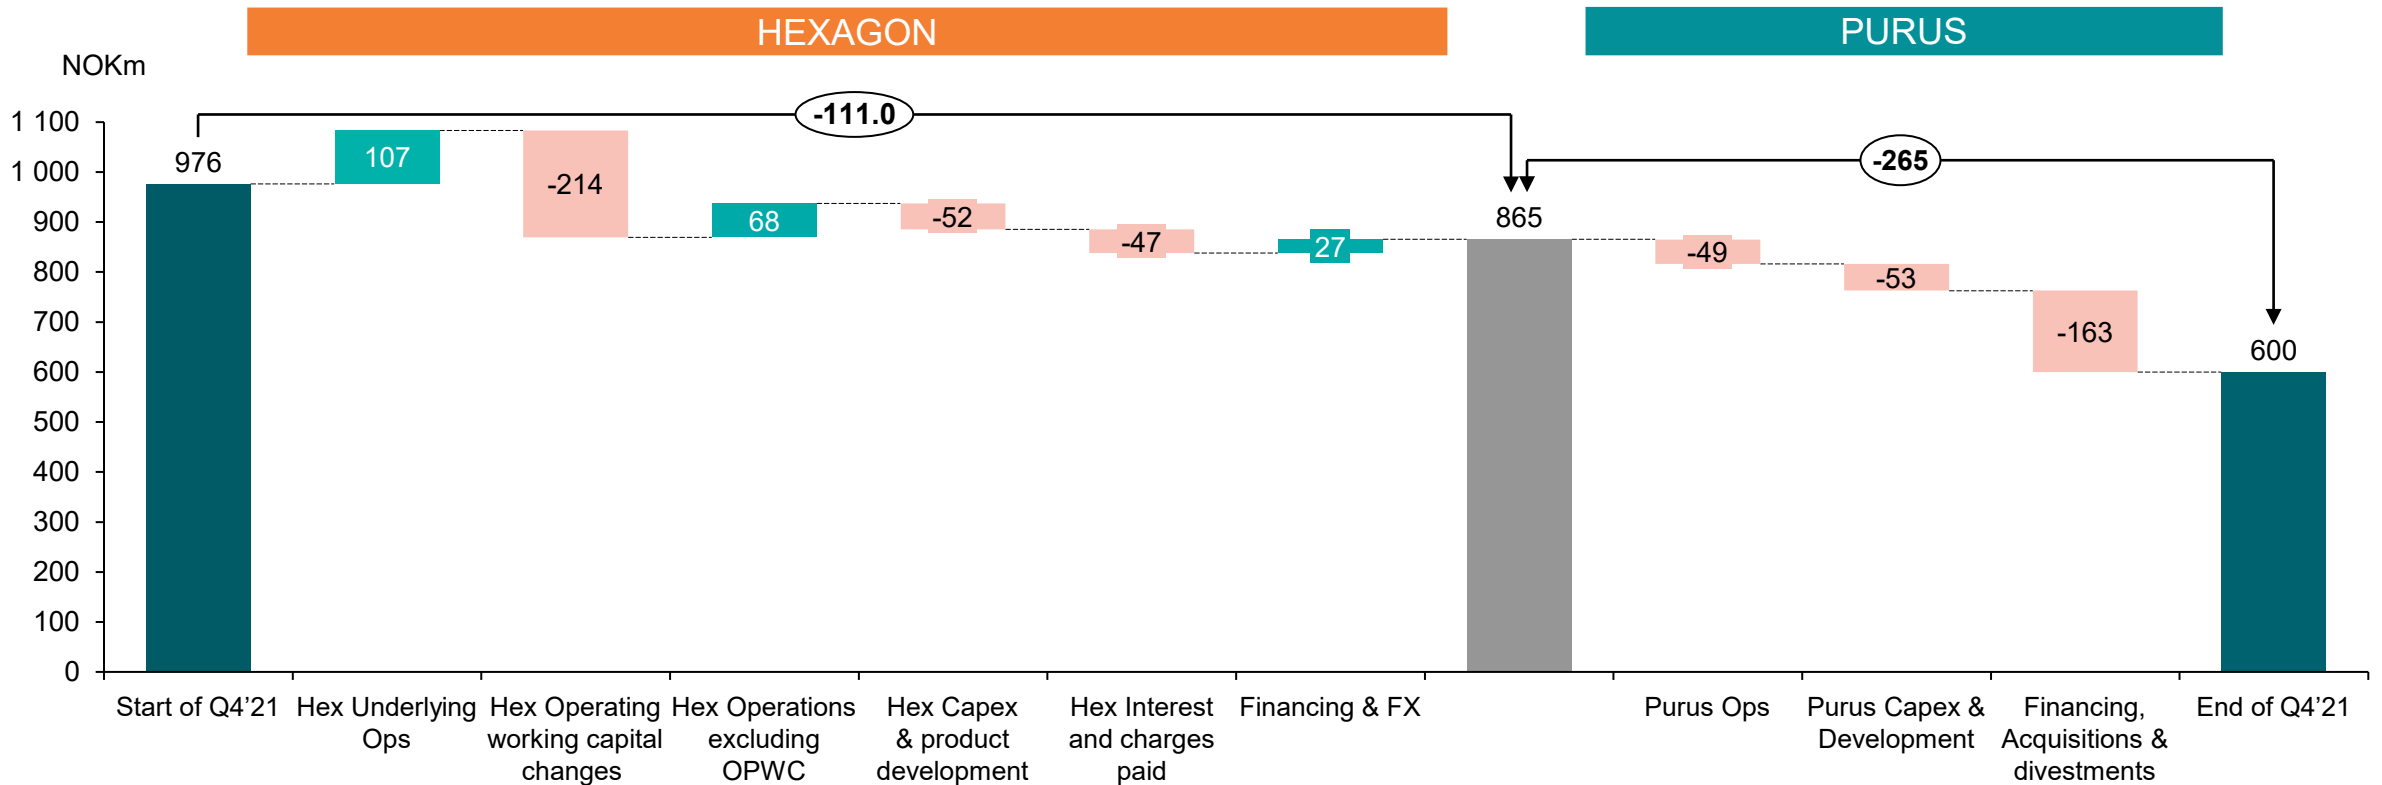 HEXAGON
PURUS
NOKm
-111.0
-265
1 100
1 000
900
800
700
600
500
400
300
200
100
0
976
107
-214
68
-52
-47
27
865
-49
-53
-163
600
Start of Q4’21
Hex Underlying
Ops
Hex Operating
working capital
changes
Hex Operations
excluding
OPWC
Hex Capex
& product
development
Hex Interest
and charges
paid
Financing & FX
Purus Ops
Purus Capex &
Development
Financing,
Acquisitions &
divestments
End of Q4’21